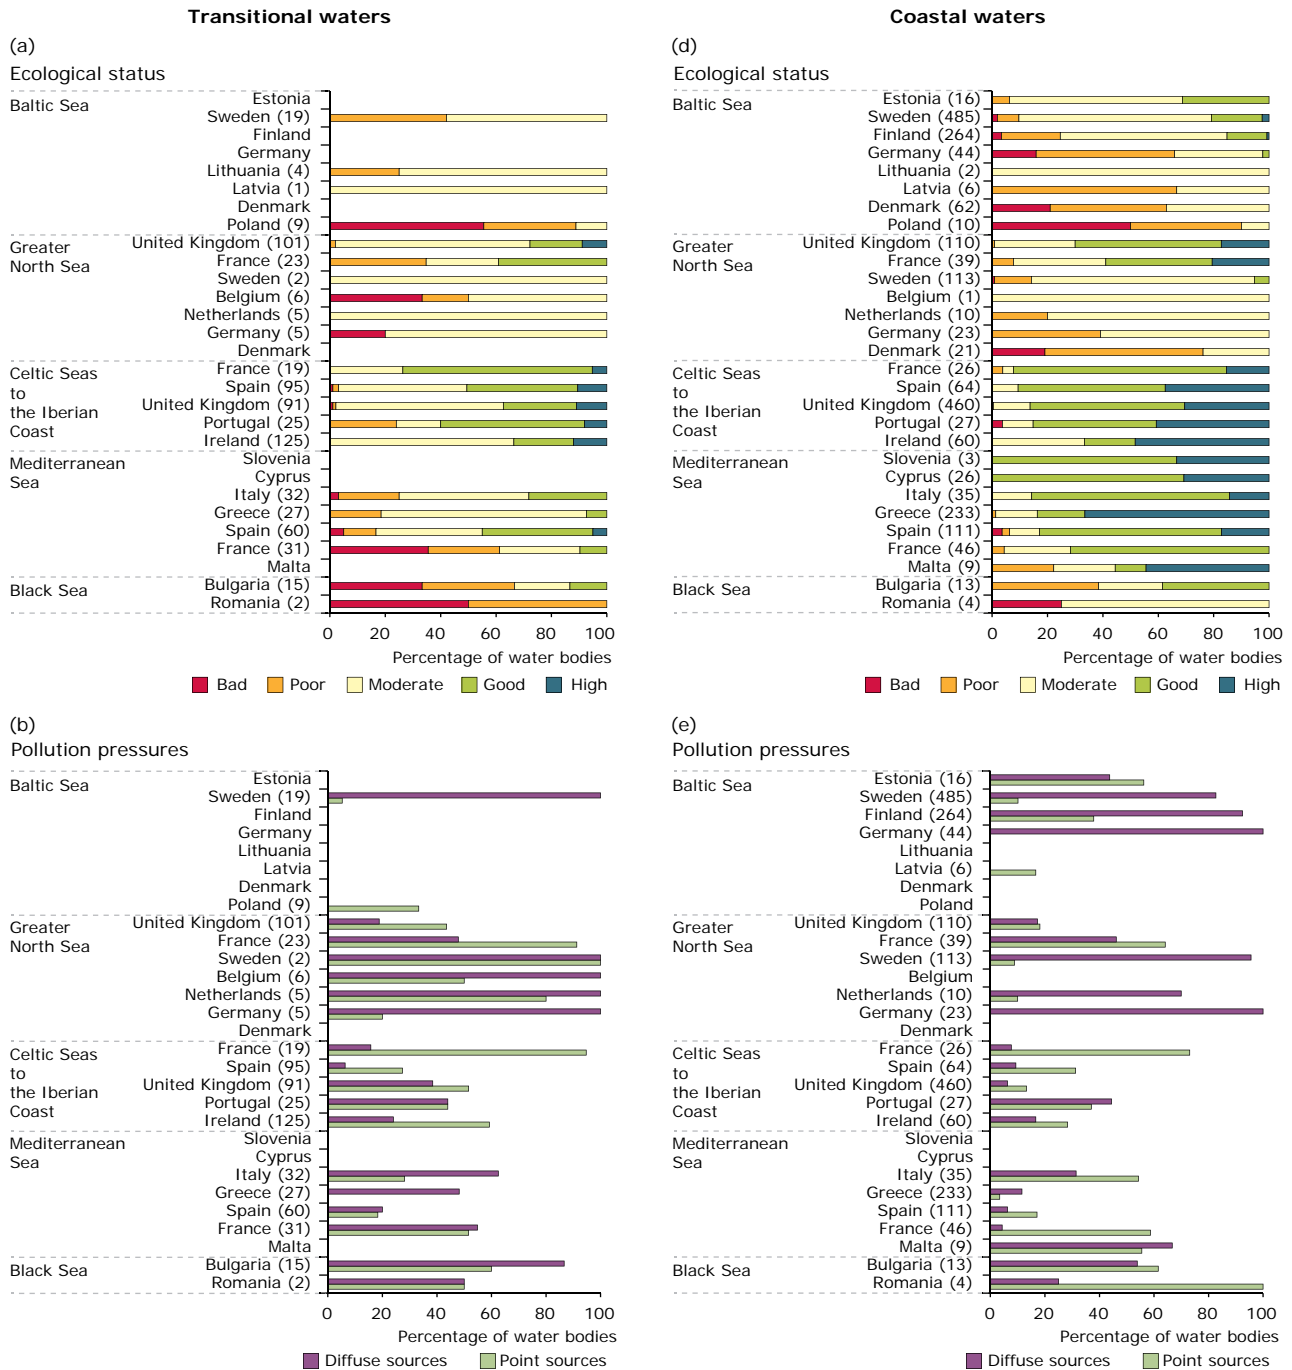 Transitional waters
(a)
Ecological status
Baltic Sea
Estonia
Sweden (19)
Finland
Germany
Lithuania (4)
Latvia (1)
Denmark
Poland (9)
Greater
North Sea
United Kingdom (101)
France (23)
Sweden (2)
Belgium (6)
Netherlands (5)
Germany (5)
Denmark
Celtic Seas
to
the Iberian
Coast
France (19)
Spain (95)
United Kingdom (91)
Portugal (25)
Ireland (125)
Mediterranean
Sea
Slovenia
Cyprus
Italy (32)
Greece (27)
Spain (60)
France (31)
Malta
Black Sea
Bulgaria (15)
Romania (2)
0 20 40 60 80 100
Percentage of water bodies
Bad Poor Moderate Good High
(b)
Pollution pressures
Baltic Sea
Estonia
Sweden (19)
Finland
Germany
Lithuania
Latvia
Denmark
Poland (9)
Greater
North Sea
United Kingdom (101)
France (23)
Sweden (2)
Belgium (6)
Netherlands (5)
Germany (5)
Denmark
Celtic Seas
to
the Iberian
Coast
France (19)
Spain (95)
United Kingdom (91)
Portugal (25)
Ireland (125)
Mediterranean
Sea
Slovenia
Cyprus
Italy (32)
Greece (27)
Spain (60)
France (31)
Malta
Black Sea
Bulgaria (15)
Romania (2)
0 20 40 60 80 100
Percentage of water bodies
Diffuse sources Point sources
Coastal waters
(d)
Ecological status
Baltic Sea
Estonia (16)
Sweden (485)
Finland (264)
Germany (44)
Lithuania (2)
Latvia (6)
Denmark (62)
Poland (10)
Greater
North Sea
United Kingdom (110)
France (39)
Sweden (113)
Belgium (1)
Netherlands (10)
Germany (23)
Denmark (21)
Celtic Seas
to
the Iberian
Coast
France (26)
Spain (64)
United Kingdom (460)
Portugal (27)
Ireland (60)
Mediterranean
Sea
Slovenia (3)
Cyprus (26)
Italy (35)
Greece (233)
Spain (111)
France (46)
Malta (9)
Black Sea
Bulgaria (13)
Romania (4)
0 20 40 60 80 100
Percentage of water bodies
Bad Poor Moderate Good High
(e)
Pollution pressures
Baltic Sea
Estonia (16)
Sweden (485)
Finland (264)
Germany (44)
Lithuania
Latvia (6)
Denmark
Poland
Greater
North Sea
United Kingdom (110)
France (39)
Sweden (113)
Belgium
Netherlands (10)
Germany (23)
Denmark
Celtic Seas
to
the Iberian
Coast
France (26)
Spain (64)
United Kingdom (460)
Portugal (27)
Ireland (60)
Mediterranean
Sea
Slovenia
Cyprus
Italy (35)
Greece (233)
Spain (111)
France (46)
Malta (9)
Black Sea
Bulgaria (13)
Romania (4)
0 20 40 60 80 100
Percentage of water bodies
Diffuse sources Point sources